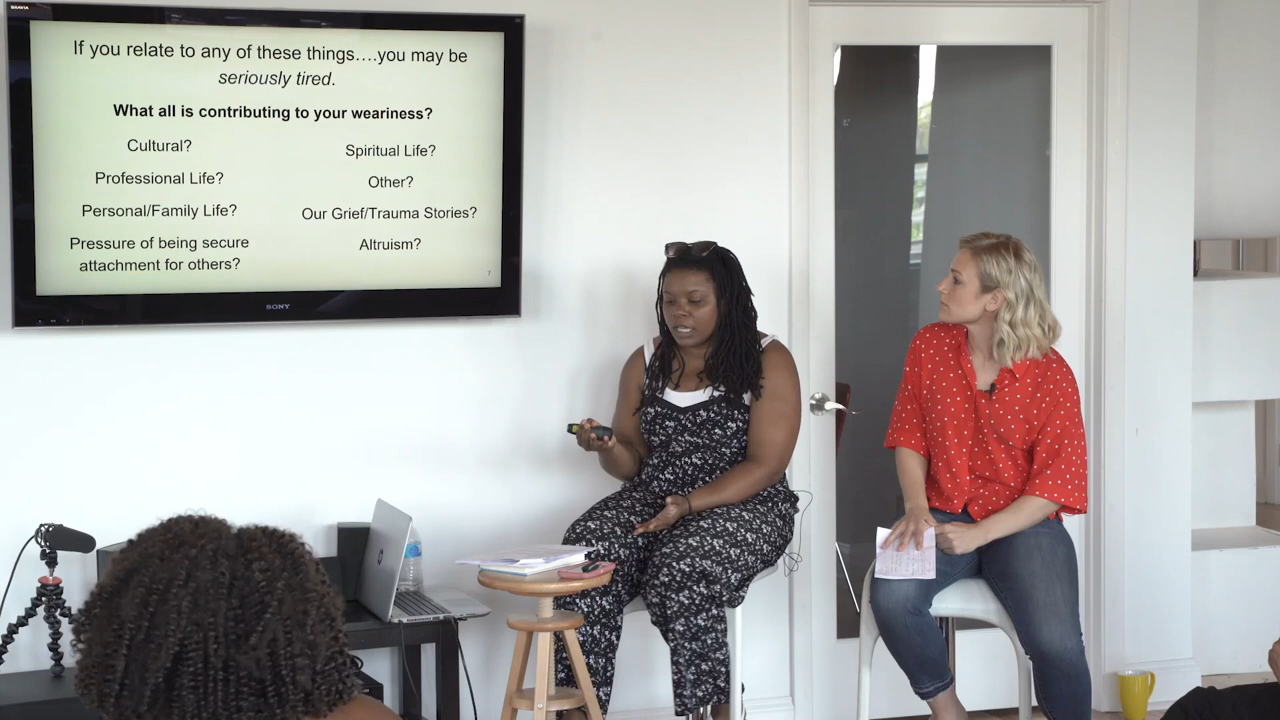 BRAVIA
If you relate to any of these things....you may be
seriously tired.
What all is contributing to your weariness?
Cultural?
Professional Life?
Personal/Family Life?
Pressure of being secure
attachment for others?
Spiritual Life?
Other?
Our Grief/Trauma Stories?
Altruism?
7
SONY